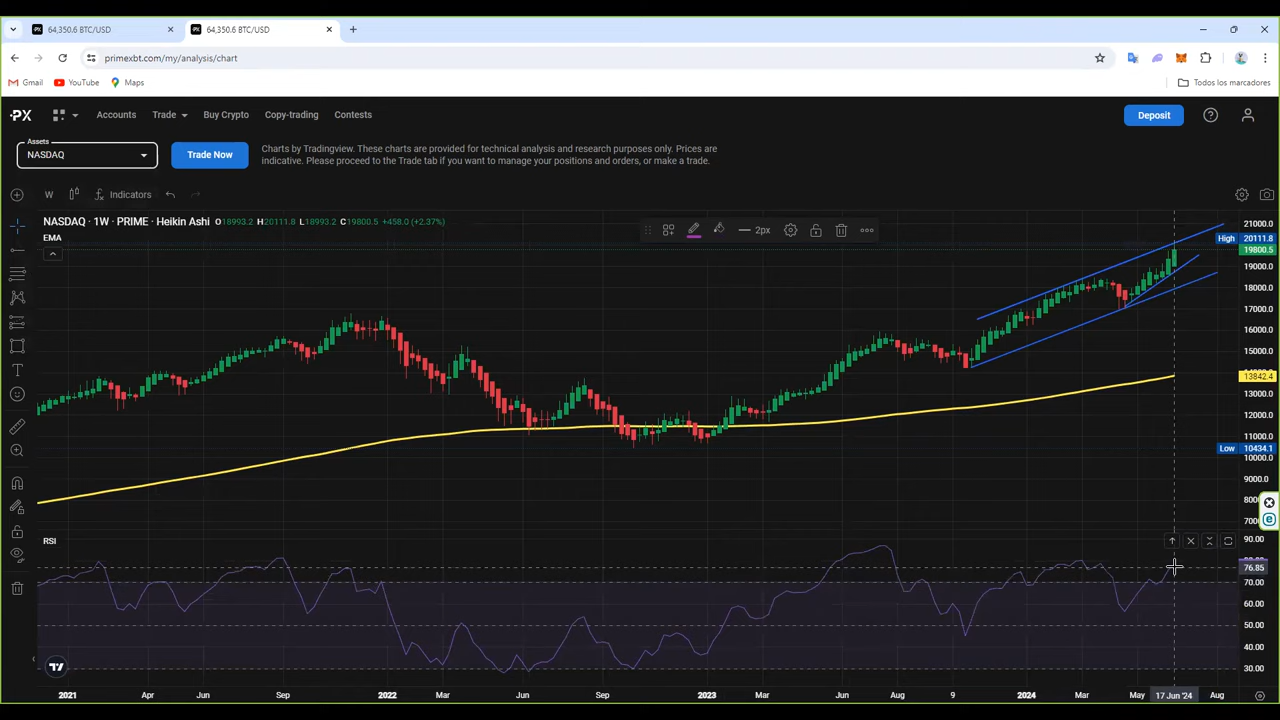 64,350.6 BTC/USD
64,350.6 BTC/USD
primexbt.com/my/analysis/chart
Gmail YouTube Maps Todos los marcadores
PX Accounts Trade Buy Crypto Copy-trading Contests Deposit
Assets
NASDAQ
Trade Now
Charts by Tradingview. These charts are provided for technical analysis and research purposes only. Prices are
indicative. Please proceed to the Trade tab if you want to manage your positions and orders, or make a trade.
W Indicators
NASDAQ · 1W · PRIME · Heikin Ashi O18993.2 H20111.8 L18993.2 C19800.5 +458.0 (+2.37%)
EMA
2px
21000.0
High 20111.8
19800.5
19000.0
18000.0
17000.0
16000.0
15000.0
13842.4
13000.0
12000.0
11000.0
Low 10434.1
10000.0
9000.0
RSI
90.00
76.85
70.00
60.00
50.00
40.00
30.00
2021 Apr Jun Sep 2022 Mar Jun Sep 2023 Mar Jun Aug 9 2024 Mar May 17 Jun '24 Aug